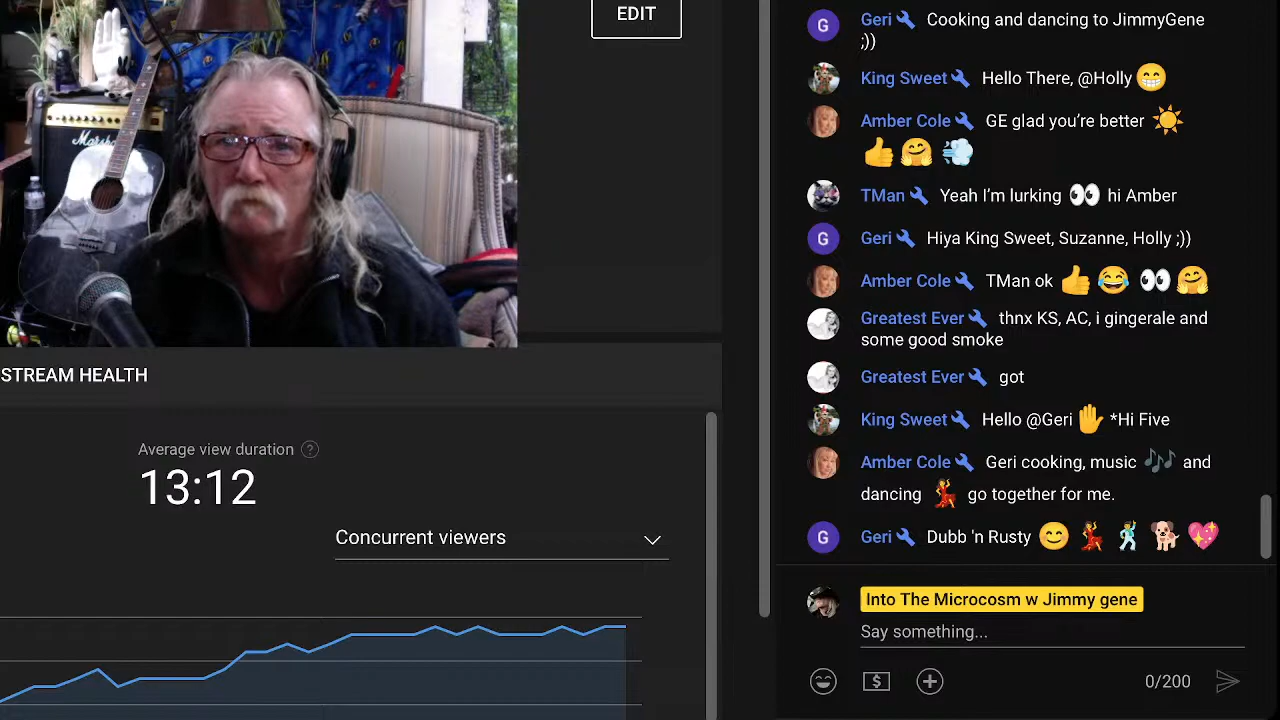 EDIT
Marshall
STREAM HEALTH
Average view duration ?
13:12
Concurrent viewers
Geri Cooking and dancing to JimmyGene
;))
King Sweet Hello There, @Holly 😁
Amber Cole GE glad you’re better ☀️
👍 🤗 💨
TMan Yeah I’m lurking 👀 hi Amber
G Geri Hiya King Sweet, Suzanne, Holly ;))
Amber Cole TMan ok 👍 😂 👀 🤗
Greatest Ever thnx KS, AC, i gingerale and
some good smoke
Greatest Ever got
King Sweet Hello @Geri ✋ *Hi Five
Amber Cole Geri cooking, music 🎶 and
dancing 💃 go together for me.
G Geri Dubb 'n Rusty 😊 💃 🕺 🐕 💖
Into The Microcosm w Jimmy gene
Say something...
$ 0/200